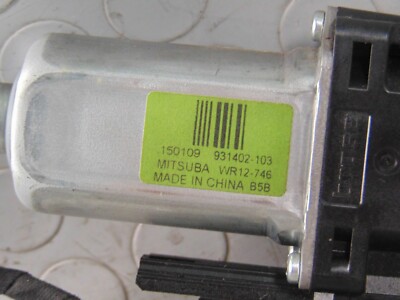 150109 931402-103
MITSUBA WR12-746
MADE IN CHINA B5B